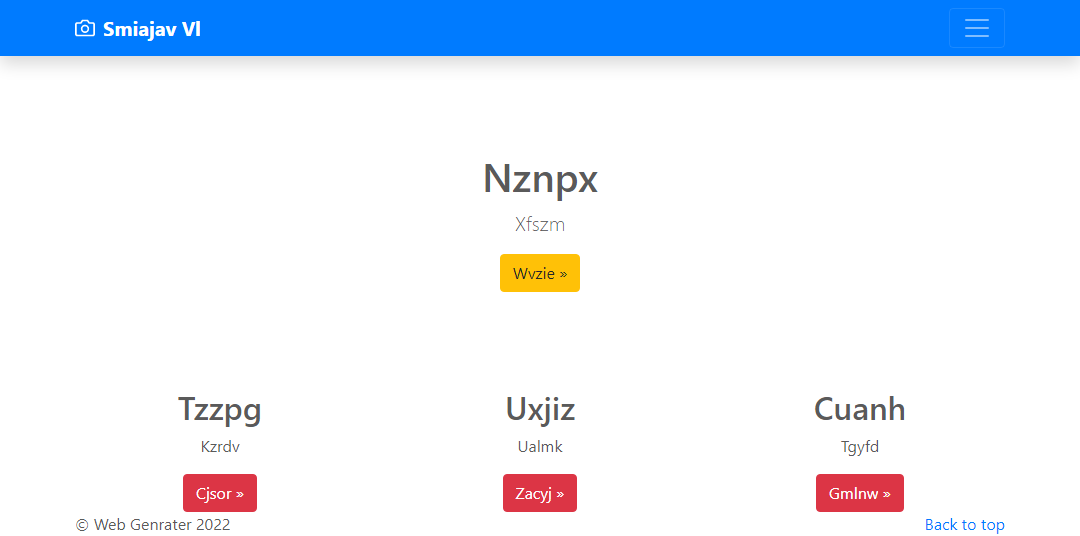 Smiajav Vl
Nznpx
Xfszm
Wvzie »
Tzzpg
Kzrdv
Cjsor »
Uxjiz
Ualmk
Zacyj »
Cuanh
Tgyfd
Gmlnw »
© Web Genrater 2022
Back to top